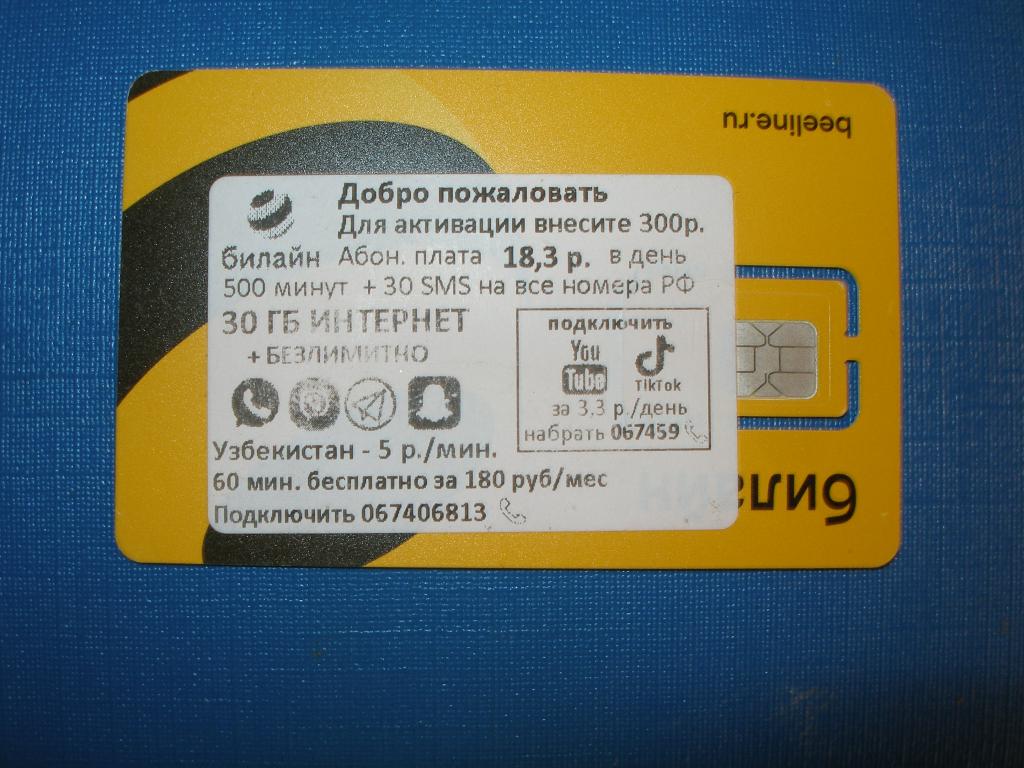 beeline.ru
Добро пожаловать
Для активации внесите 300р.
билайн Абон. плата 18,3 р. в день
500 минут + 30 SMS на все номера РФ
30 ГБ ИНТЕРНЕТ
+ БЕЗЛИМИТНО
подключить
You
Tube
TikTok
за 3,3 р./день
набрать 067459
Узбекистан - 5 р./мин.
60 мин. бесплатно за 180 руб/мес
Подключить 067406813
билайн